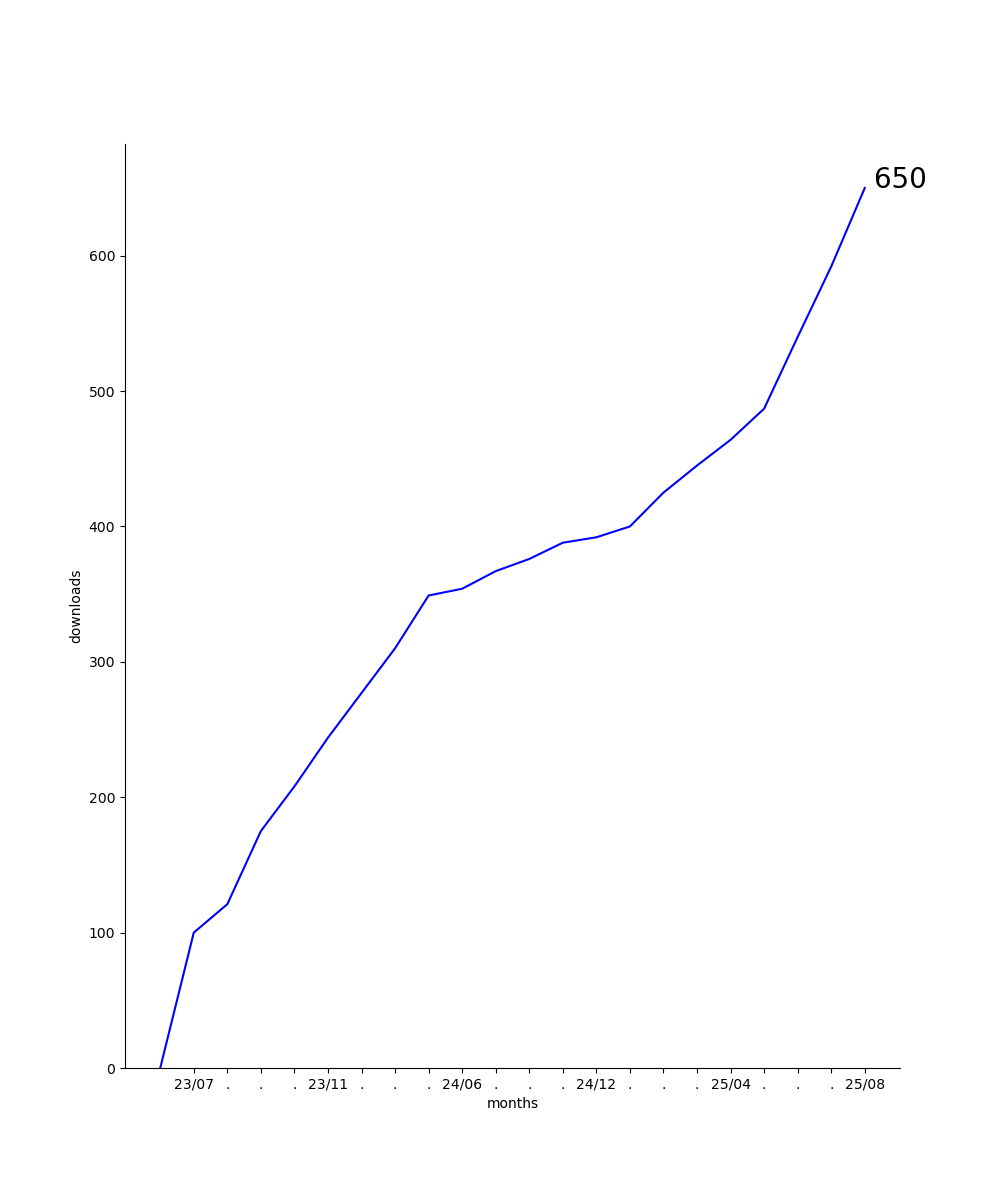 650
600
500
400
300
200
100
0
downloads
23/07 . . . 23/11 . . . 24/06 . . . 24/12 . . . 25/04 . . . 25/08
months